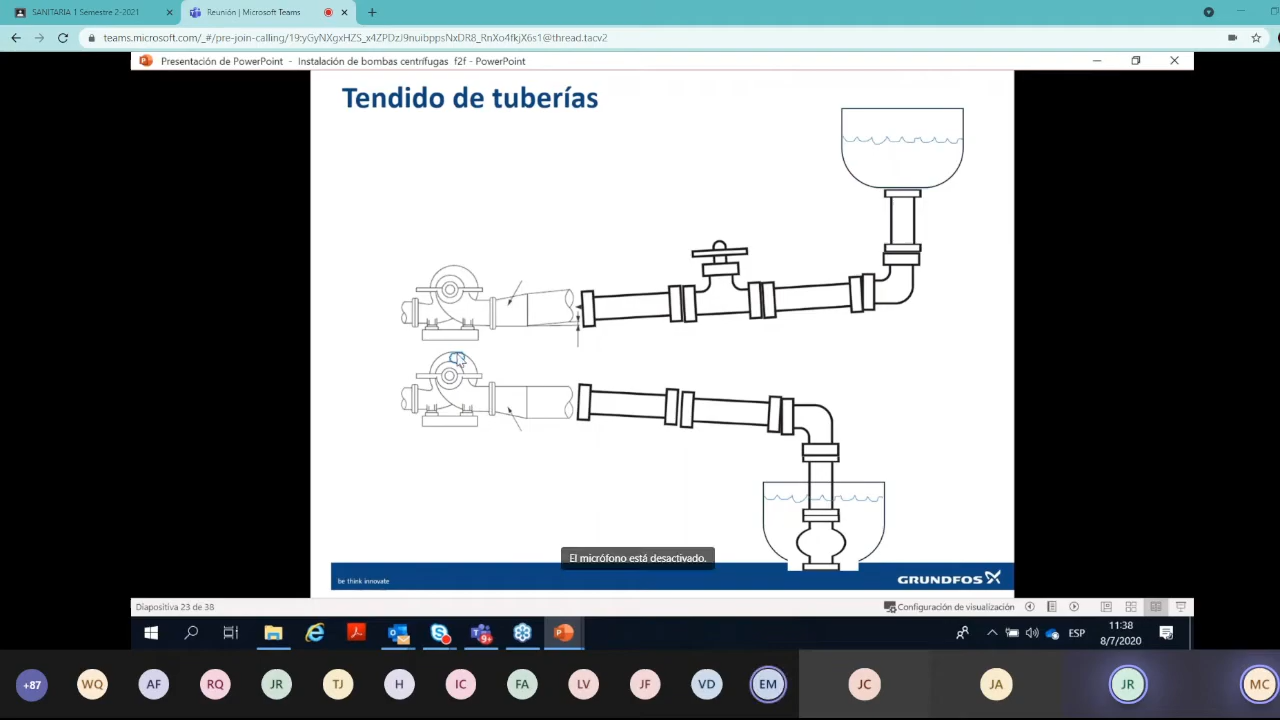 SANITARIA 1 Semestre 2-2021
Reunión | Microsoft Teams
teams.microsoft.com/_#/pre-join-calling/19:yGyNXgxHZS_x4ZPDzJ9nuibppsNxDR8_RnXo4fkjX6s1@thread.tacv2
Presentación de PowerPoint - Instalación de bombas centrífugas f2f - PowerPoint
Tendido de tuberías
El micrófono está desactivado.
be think innovate
GRUNDFOS
Diapositiva 23 de 38
Configuración de visualización
9+
ESP
11:38
8/7/2020
+87 WQ AF RQ JR TJ H IC FA LV JF VD EM JC JA JR MC